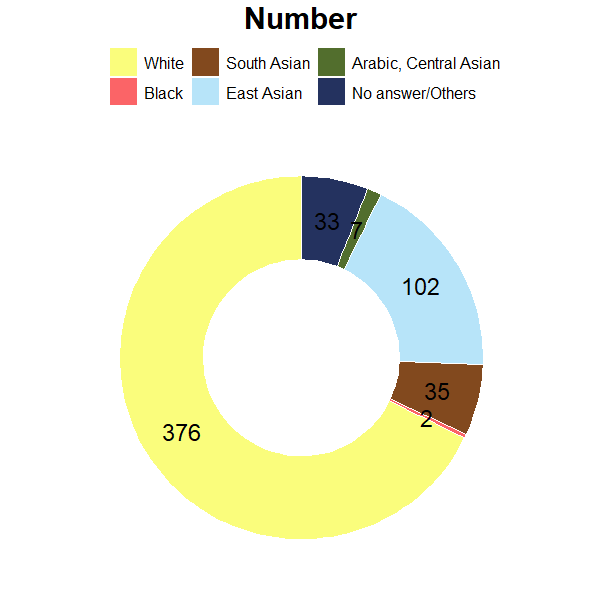 Number
White South Asian Arabic, Central Asian
Black East Asian No answer/Others
33
7
102
35
2
376